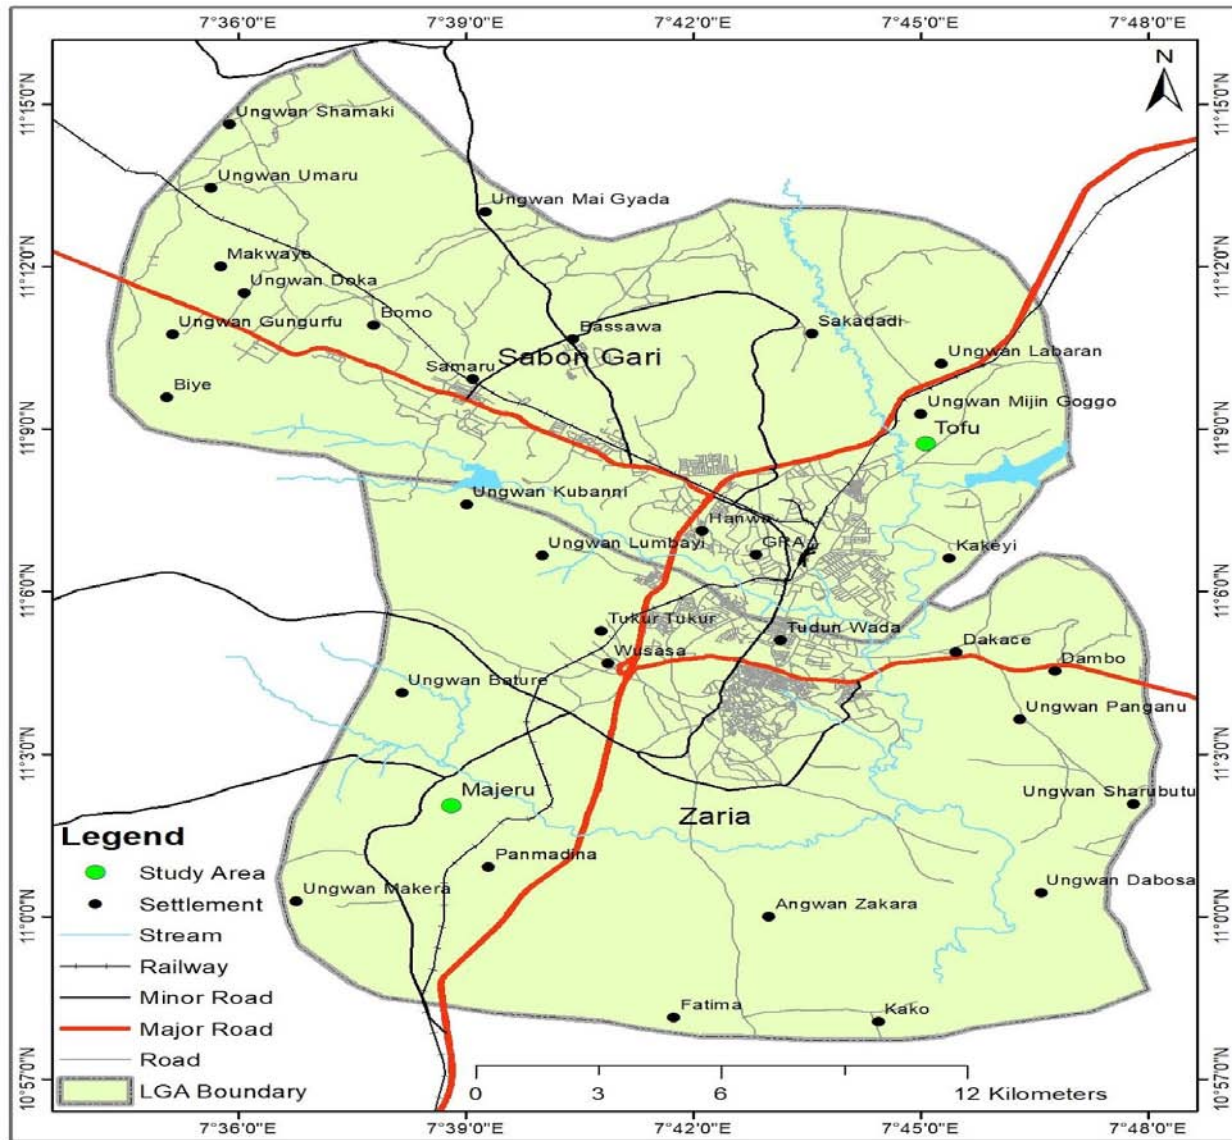 7°36'0"E
7°39'0"E
7°42'0"E
7°45'0"E
7°48'0"E
N
11°15'0"N
11°15'0"N
Ungwan Shamaki
Ungwan Umaru
Ungwan Mai Gyada
Makwaye
11°12'0"N
11°12'0"N
Ungwan Doka
Ungwan Gungurfu
Bomo
Bassawa
Sakadadi
Sabon Gari
Ungwan Labaran
Samaru
Biye
Ungwan Mijin Goggo
11°9'0"N
Tofu
11°9'0"N
Ungwan Kubanni
Hanwa
Ungwan Lumbayi
GRA
Kakeyi
11°6'0"N
11°6'0"N
Tukur Tukur
Tudun Wada
Dakace
Wusasa
Dambo
Ungwan Bature
Ungwan Panganu
11°3'0"N
11°3'0"N
Majeru
Ungwan Sharubutu
Zaria
Panmadina
Ungwan Makera
Ungwan Dabosa
Angwan Zakara
11°0'0"N
11°0'0"N
Fatima
Kako
Legend
Study Area
Settlement
Stream
Railway
Minor Road
Major Road
Road
LGA Boundary
10°57'0"N
10°57'0"N
0
3
6
12 Kilometers
7°36'0"E
7°39'0"E
7°42'0"E
7°45'0"E
7°48'0"E